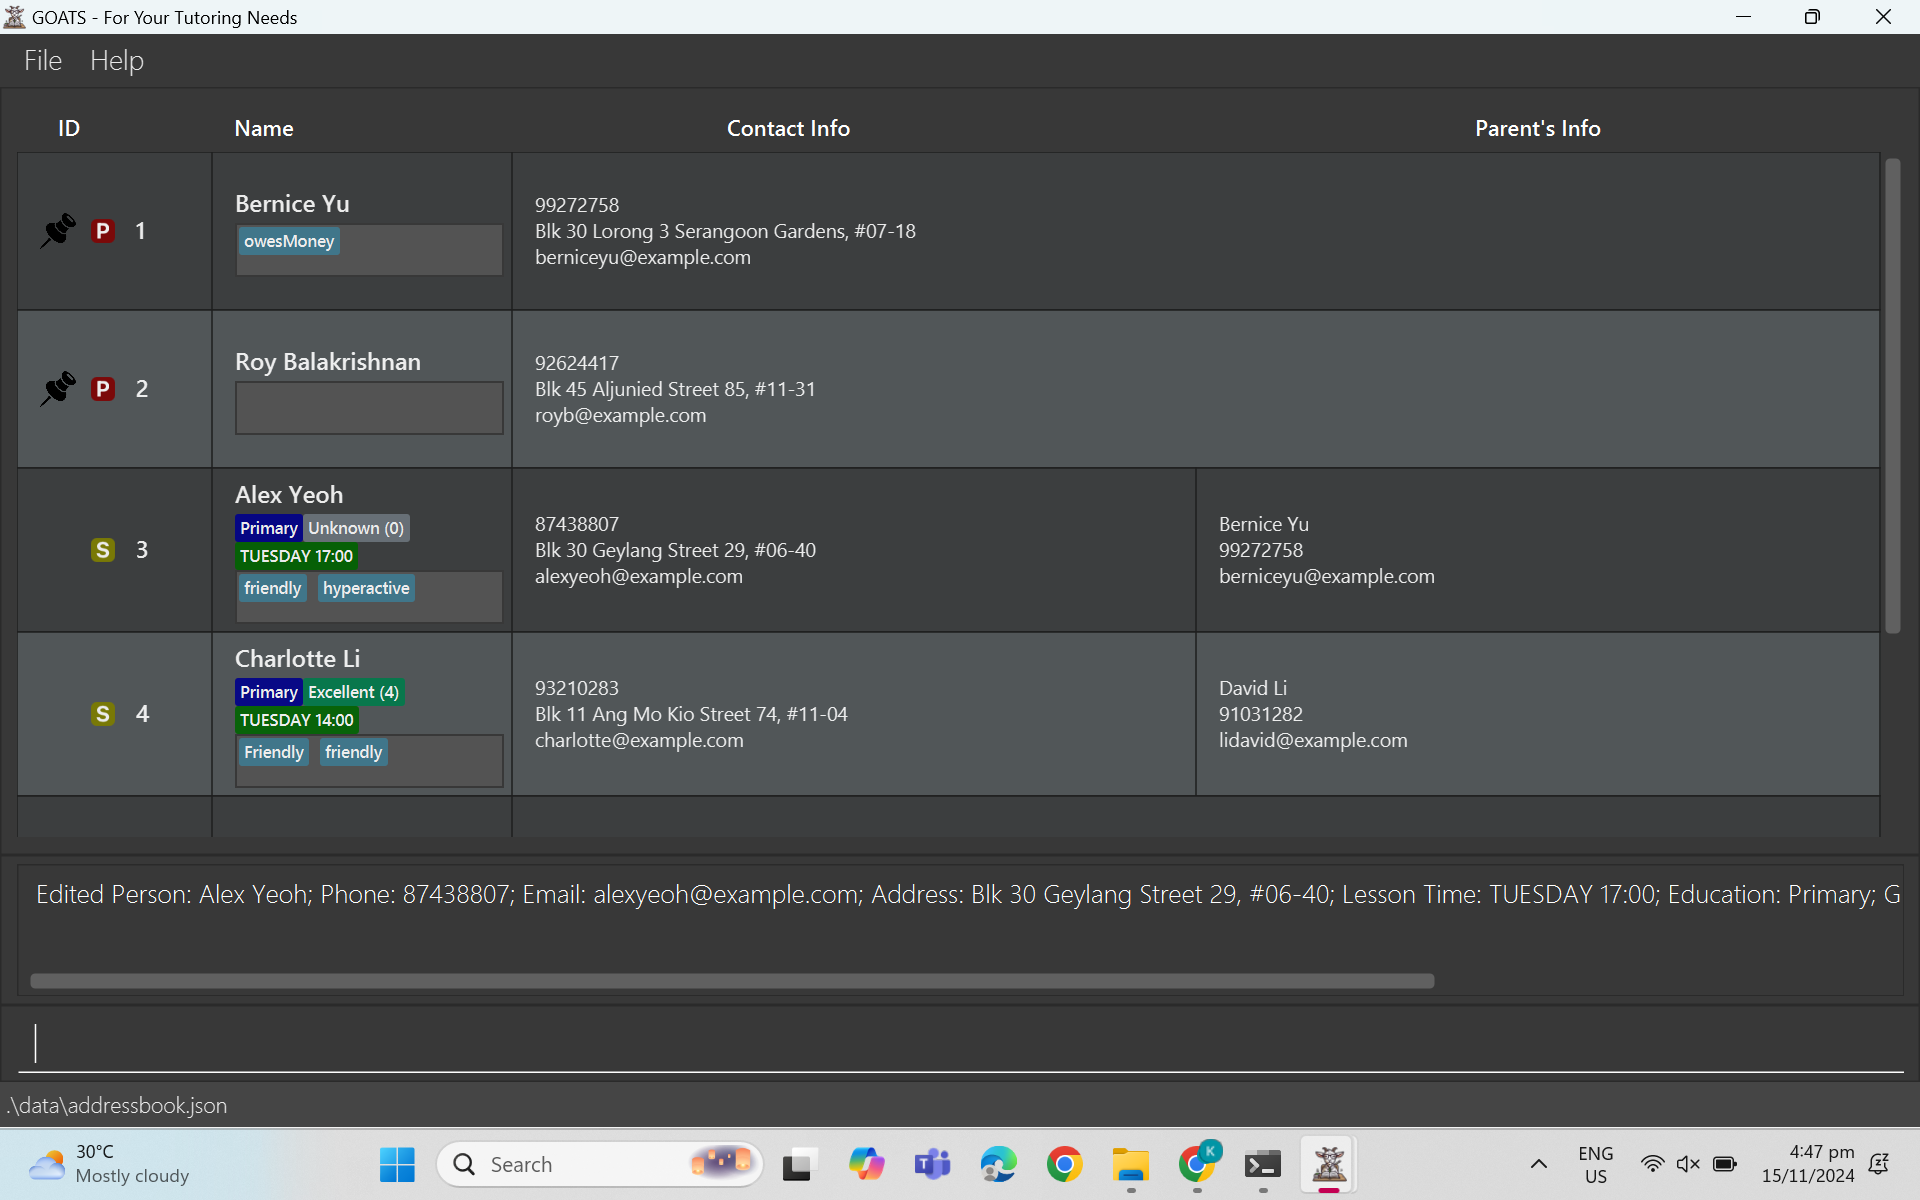 GOATS - For Your Tutoring Needs
File Help
ID Name Contact Info Parent's Info
P 1
Bernice Yu
owesMoney
99272758
Blk 30 Lorong 3 Serangoon Gardens, #07-18
berniceyu@example.com
P 2
Roy Balakrishnan
92624417
Blk 45 Aljunied Street 85, #11-31
royb@example.com
S 3
Alex Yeoh
Primary Unknown (0)
TUESDAY 17:00
friendly hyperactive
87438807
Blk 30 Geylang Street 29, #06-40
alexyeoh@example.com
Bernice Yu
99272758
berniceyu@example.com
S 4
Charlotte Li
Primary Excellent (4)
TUESDAY 14:00
Friendly friendly
93210283
Blk 11 Ang Mo Kio Street 74, #11-04
charlotte@example.com
David Li
91031282
lidavid@example.com
Edited Person: Alex Yeoh; Phone: 87438807; Email: alexyeoh@example.com; Address: Blk 30 Geylang Street 29, #06-40; Lesson Time: TUESDAY 17:00; Education: Primary; G
.\data\addressbook.json
30°C
Mostly cloudy
Search
K
ENG
US
4:47 pm
15/11/2024